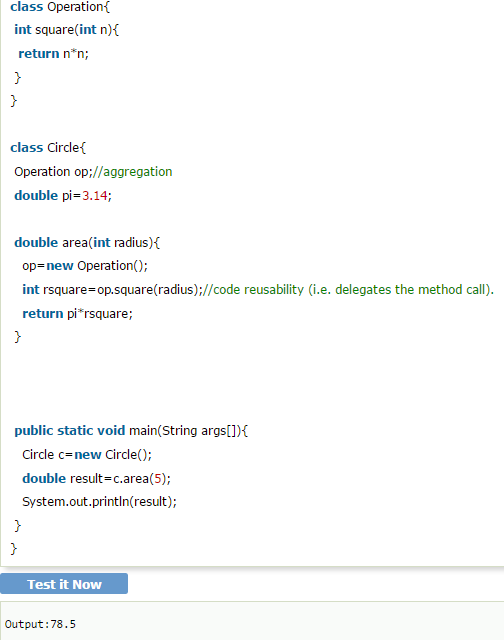 class Operation{
int square(int n){
return n*n;
}
}
class Circle{
Operation op;//aggregation
double pi=3.14;
double area(int radius){
op=new Operation();
int rsquare=op.square(radius);//code reusability (i.e. delegates the method call).
return pi*rsquare;
}
public static void main(String args[]){
Circle c=new Circle();
double result=c.area(5);
System.out.println(result);
}
}
Test it Now
Output:78.5